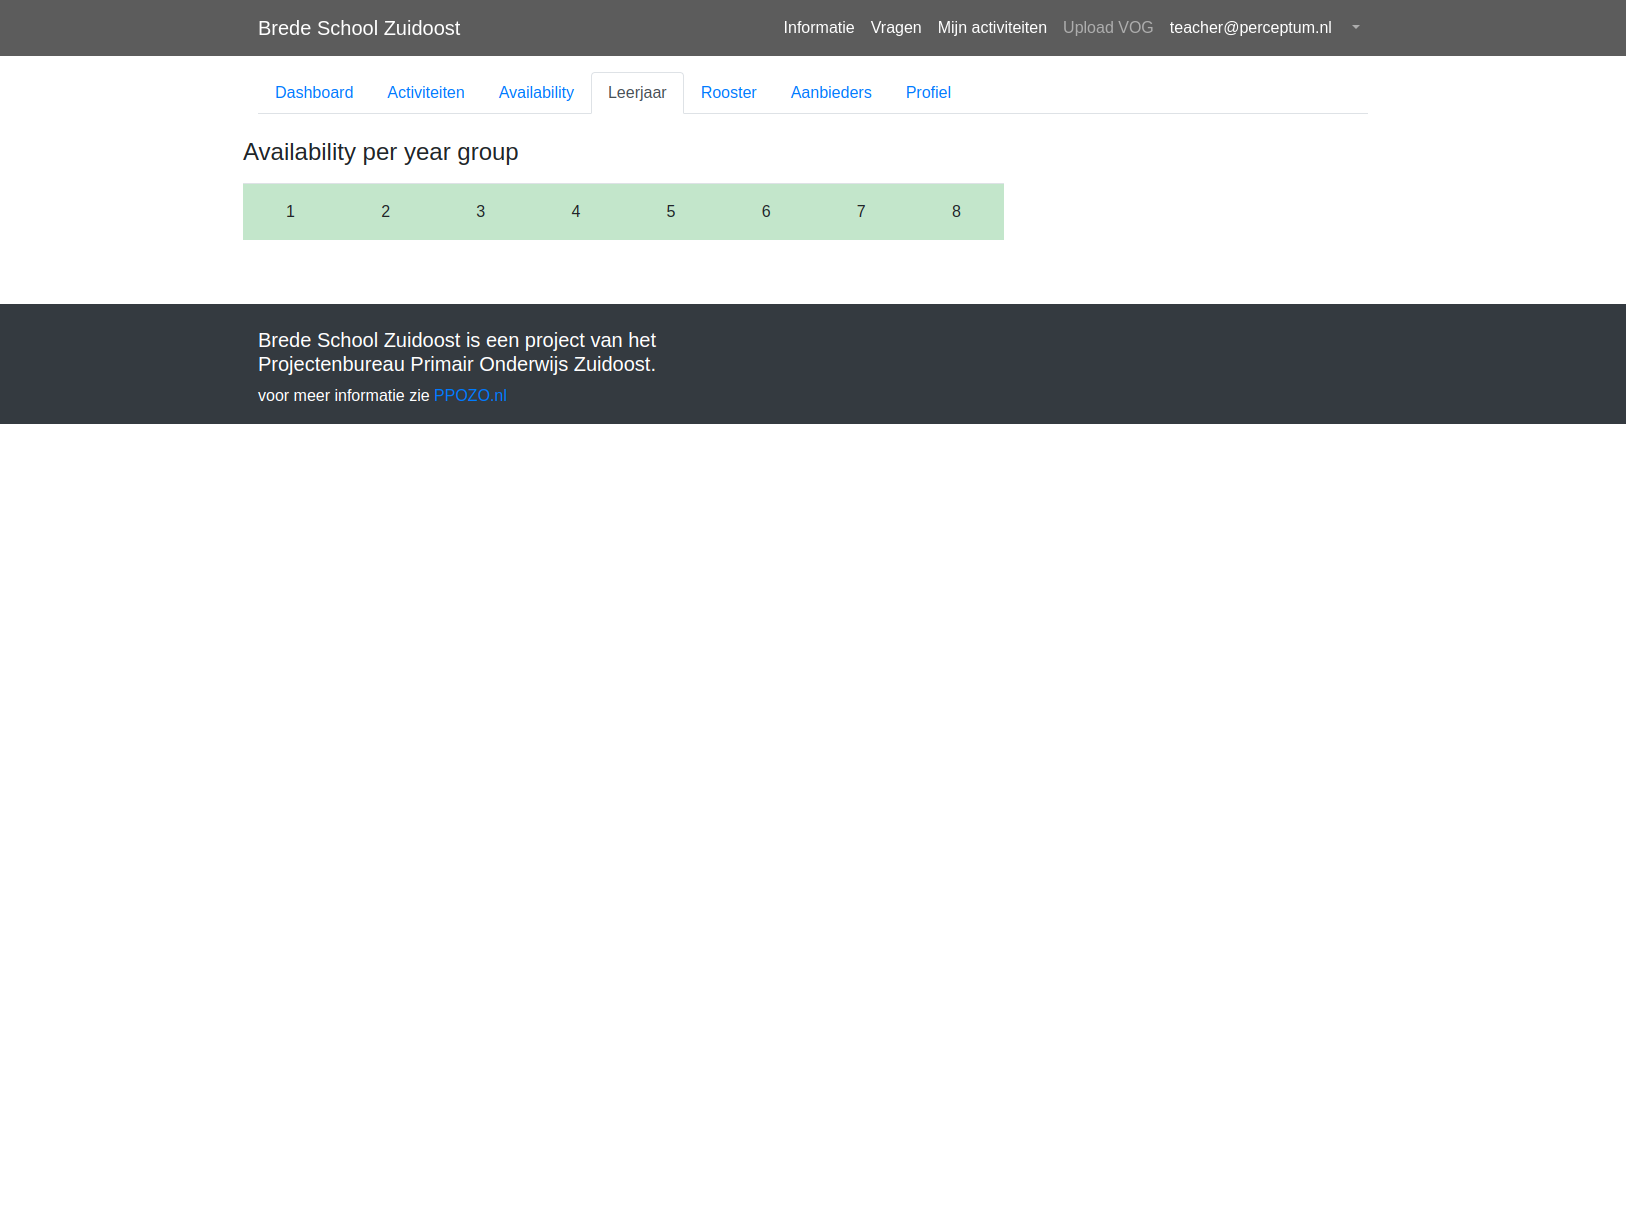 Brede School Zuidoost Informatie Vragen Mijn activiteiten Upload VOG teacher@perceptum.nl
Dashboard Activiteiten Availability Leerjaar Rooster Aanbieders Profiel
Availability per year group
1 2 3 4 5 6 7 8
Brede School Zuidoost is een project van het
Projectenbureau Primair Onderwijs Zuidoost.
voor meer informatie zie PPOZO.nl